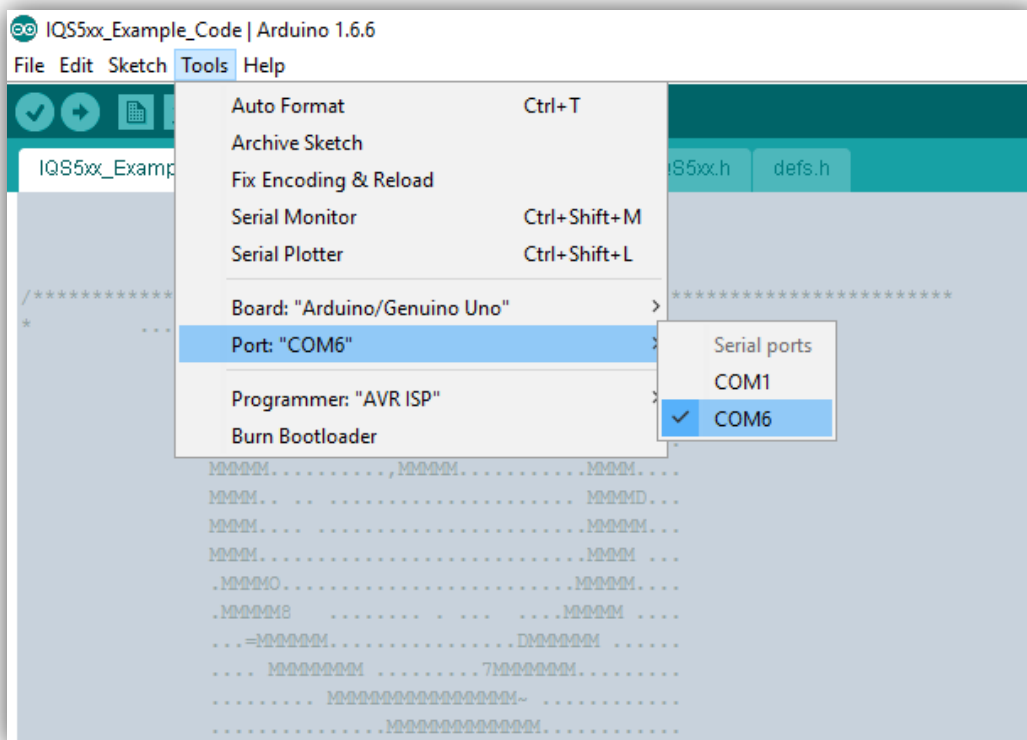 IQS5xx_Example_Code | Arduino 1.6.6
File Edit Sketch Tools Help
Auto Format Ctrl+T
Archive Sketch
Fix Encoding & Reload
Serial Monitor Ctrl+Shift+M
Serial Plotter Ctrl+Shift+L
Board: "Arduino/Genuino Uno"
Port: "COM6"
Programmer: "AVR ISP"
Burn Bootloader
Serial ports
COM1
COM6
defs.h